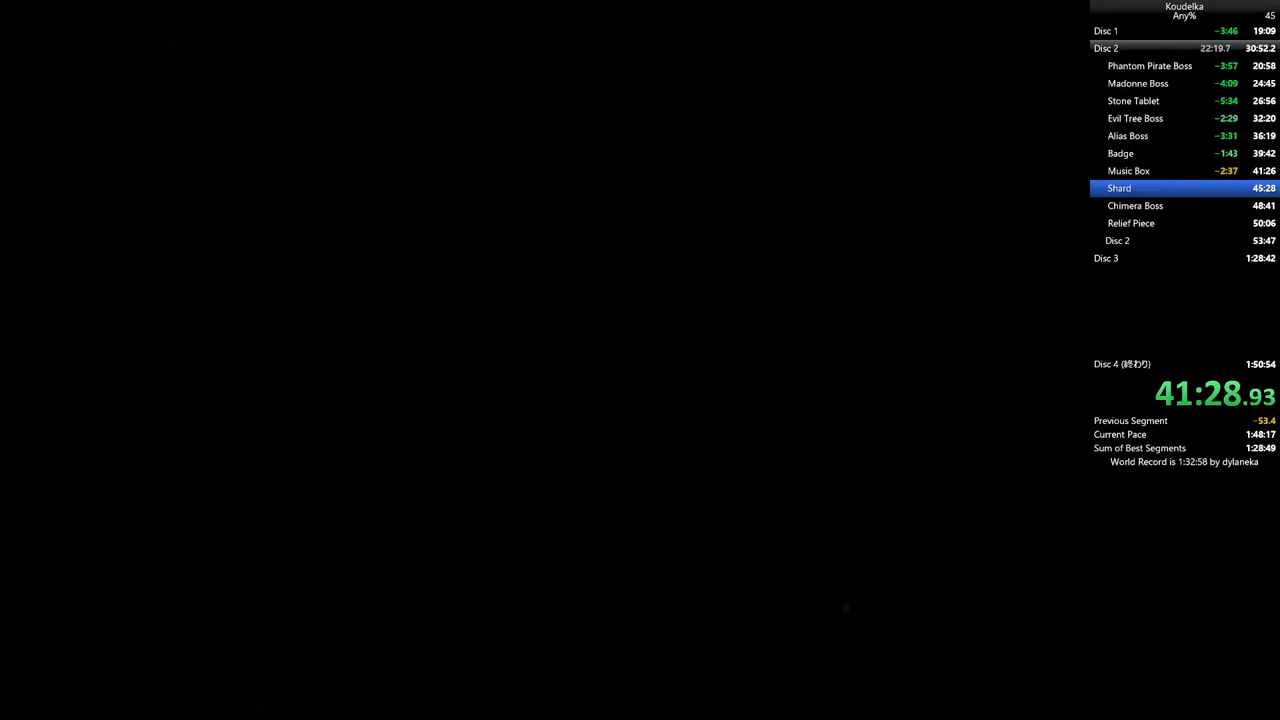 Koudelka
Any% 45
Disc 1 −3:46 19:09
Disc 2 22:19.7 30:52.2
Phantom Pirate Boss −3:57 20:58
Madonne Boss −4:09 24:45
Stone Tablet −5:34 26:56
Evil Tree Boss −2:29 32:20
Alias Boss −3:31 36:19
Badge −1:43 39:42
Music Box −2:37 41:26
Shard 45:28
Chimera Boss 48:41
Relief Piece 50:06
Disc 2 53:47
Disc 3 1:28:42
Disc 4 (終わり) 1:50:54
41:28.93
Previous Segment −53.4
Current Pace 1:48:17
Sum of Best Segments 1:28:49
World Record is 1:32:58 by dylaneka